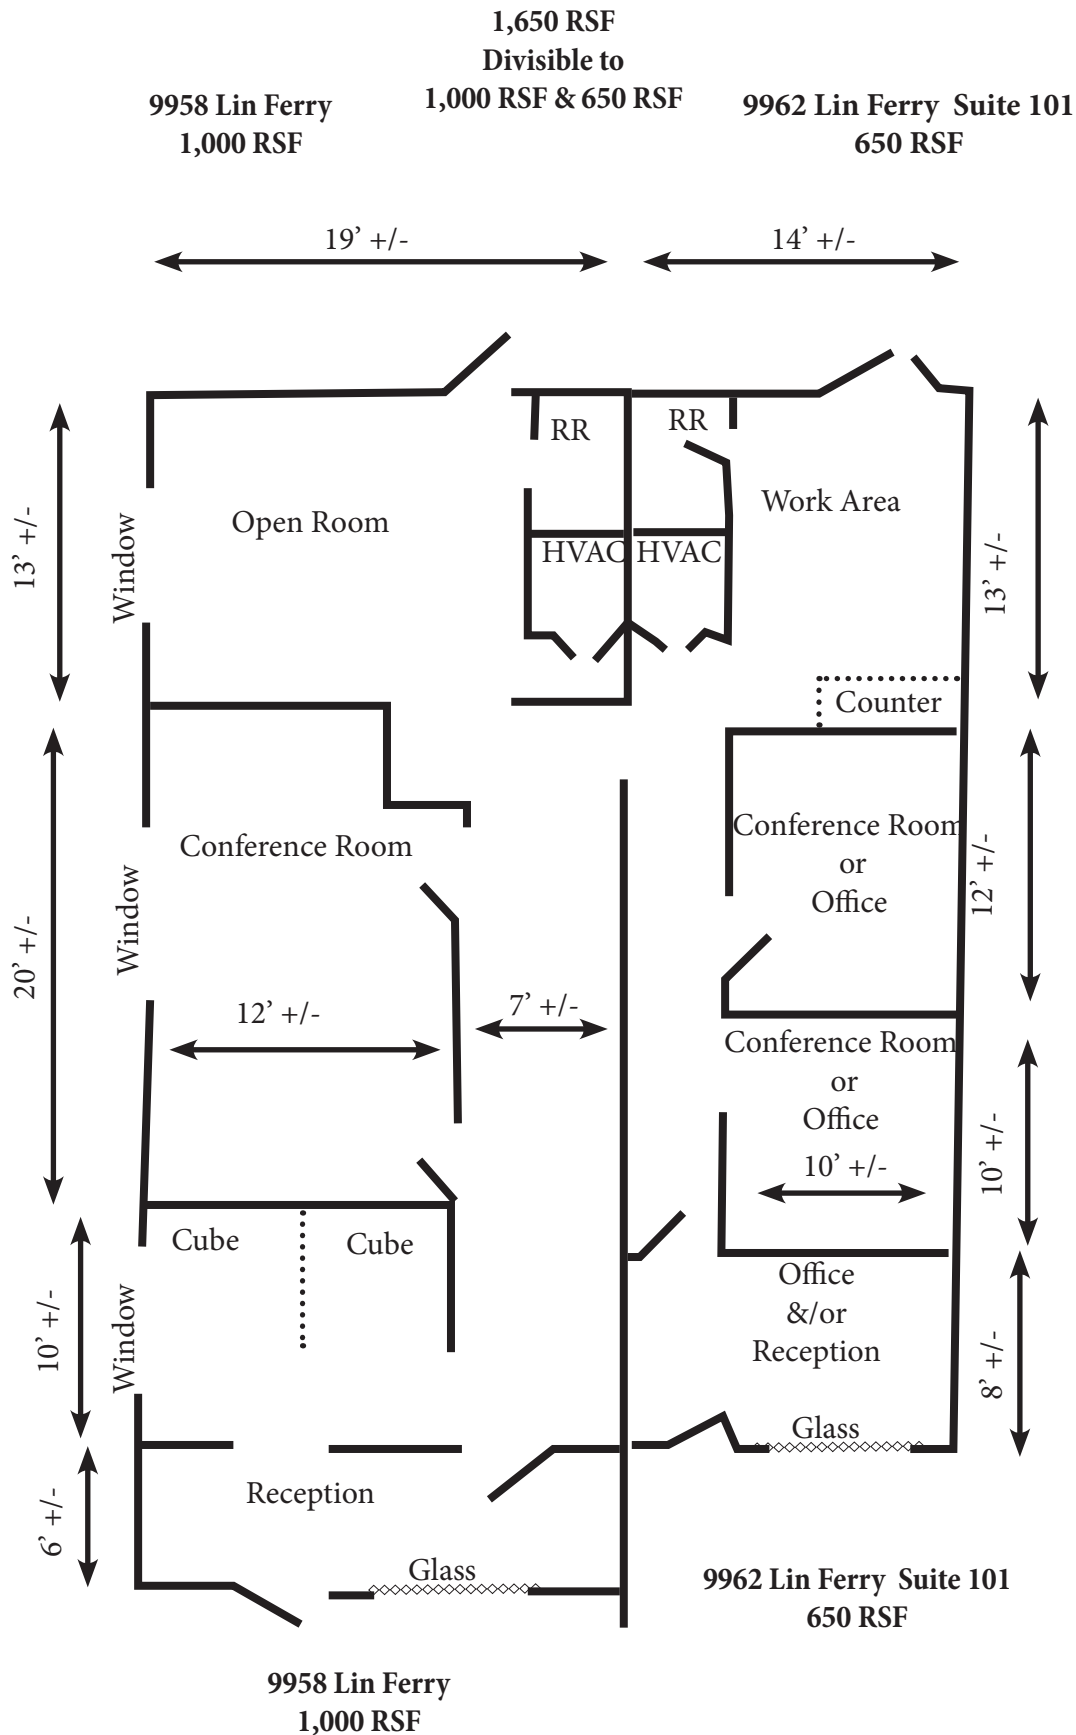 1,650 RSF
Divisible to
1,000 RSF & 650 RSF
9958 Lin Ferry
1,000 RSF
9962 Lin Ferry Suite 101
650 RSF
19’ +/-
14’ +/-
RR
RR
Open Room
Work Area
Window
13’ +/-
13’ +/-
HVAC
HVAC
Counter
Conference Room
Conference Room
or
Office
Window
20’ +/-
12’ +/-
12’ +/-
7’ +/-
Conference Room
or
Office
10’ +/-
10’ +/-
Cube
Cube
Office
&/or
Reception
Window
10’ +/-
8’ +/-
Glass
Reception
6’ +/-
Glass
9962 Lin Ferry Suite 101
650 RSF
9958 Lin Ferry
1,000 RSF